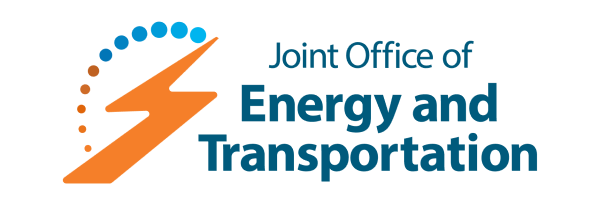 Joint Office of
Energy and
Transportation